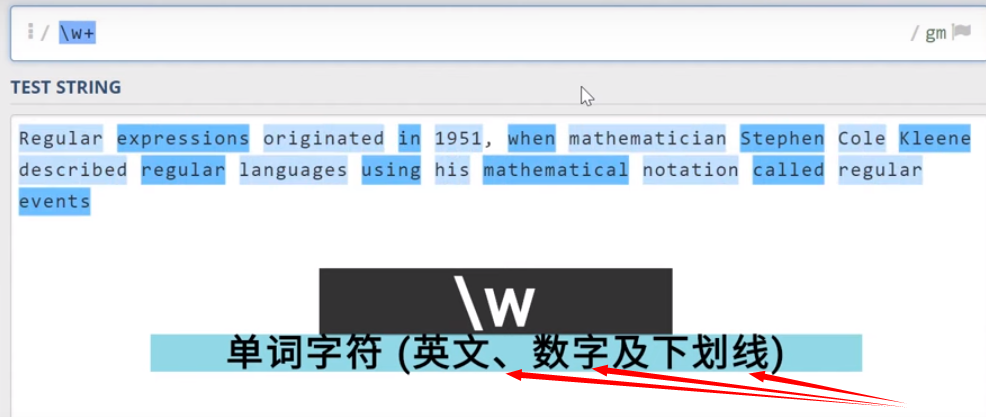 / \w+ / gm
TEST STRING
Regular expressions originated in 1951, when mathematician Stephen Cole Kleene
described regular languages using his mathematical notation called regular
events
\w
单词字符 (英文、数字及下划线)